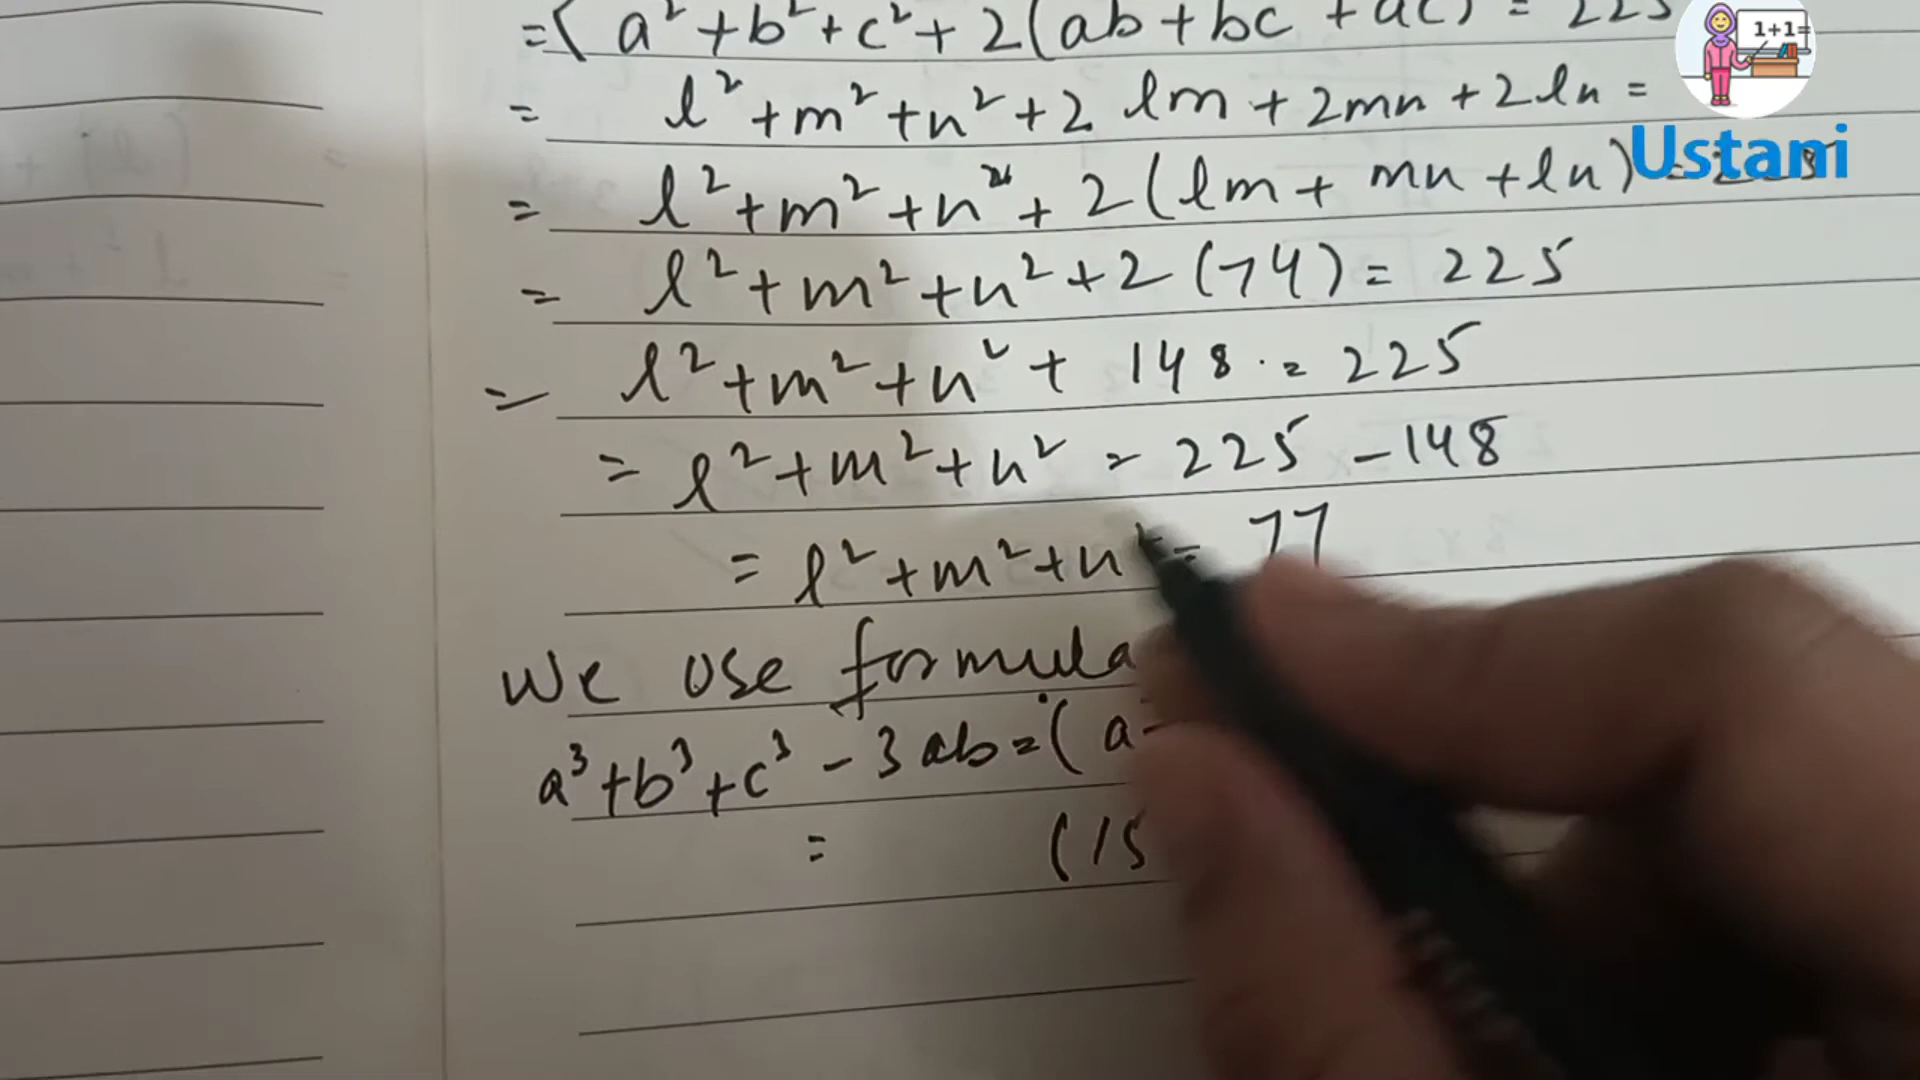 =( a²+b²+c²+2(ab+bc +ac) = 225
1+1=
= l²+m²+n²+2 lm+2mn+2ln =
Ustani
= l²+m²+n²+2(lm+ mn+ln)
= l²+m²+n²+2(74)= 225
= l²+m²+n²+ 148.= 225
= l²+m²+n² = 225 -148
= l²+m²+n = 77
We use formula
a³+b³+c³ - 3ab=(a
= (15